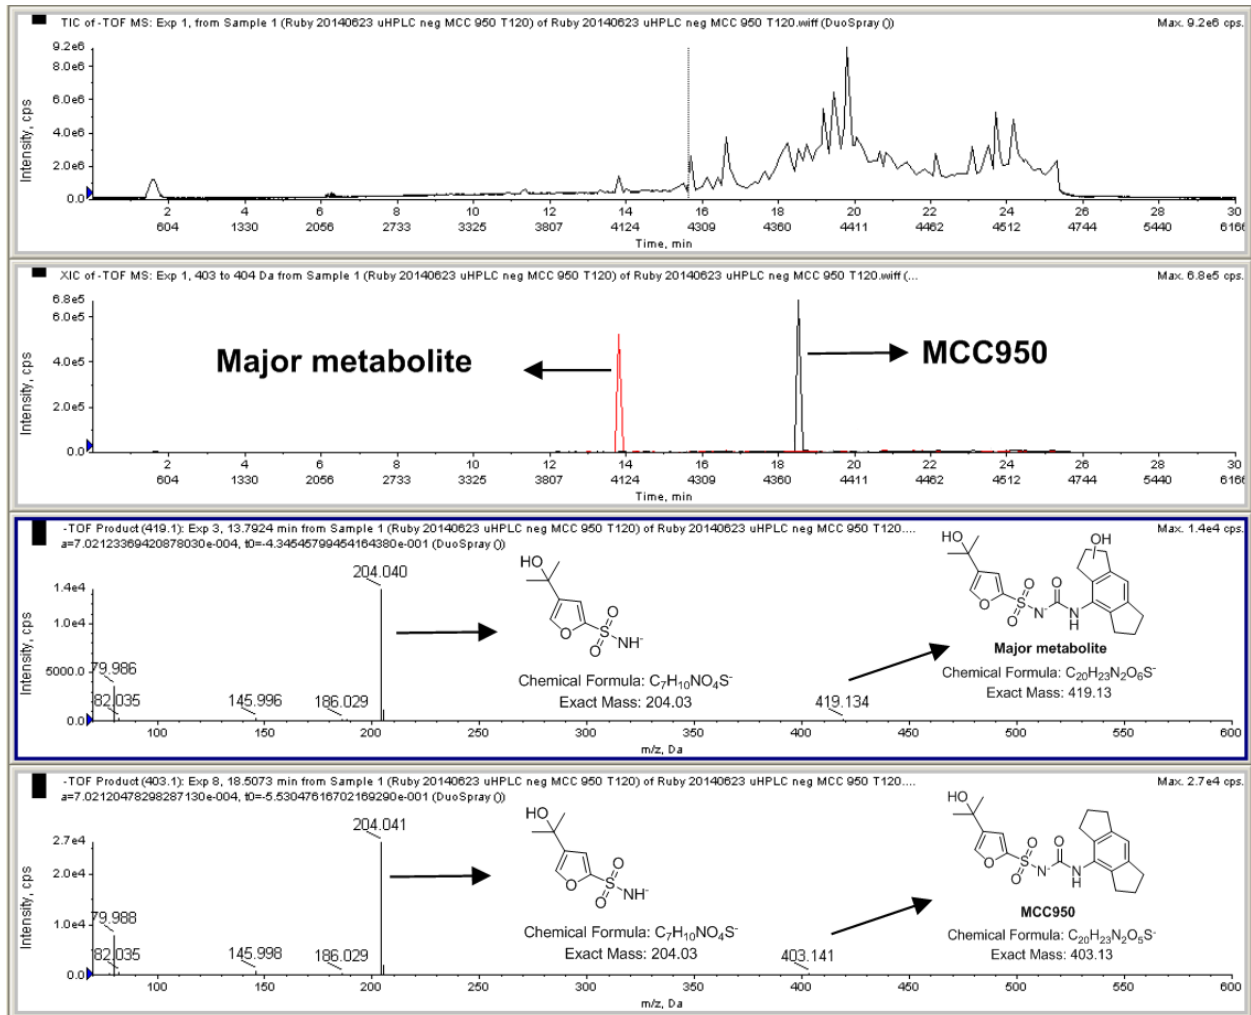 TIC of -TOF MS: Exp 1, from Sample 1 (Ruby 20140623 uHPLC neg MCC 950 T120) of Ruby 20140623 uHPLC neg MCC 950 T120.wiff (DuoSpray ()) Max. 9.2e6 cps.
9.2e6
8.0e6
6.0e6
4.0e6
2.0e6
0.0
Intensity, cps
2 4 6 8 10 12 14 16 18 20 22 24 26 28 30
604 1330 2056 2733 3325 3807 4124 4309 4360 4411 4462 4512 4744 5440 6166
Time, min
XIC of -TOF MS: Exp 1, 403 to 404 Da from Sample 1 (Ruby 20140623 uHPLC neg MCC 950 T120) of Ruby 20140623 uHPLC neg MCC 950 T120.wiff (... Max. 6.8e5 cps.
6.8e5
6.0e5
4.0e5
2.0e5
0.0
Intensity, cps
Major metabolite
MCC950
2 4 6 8 10 12 14 16 18 20 22 24 26 28 30
604 1330 2056 2733 3325 3807 4124 4309 4360 4411 4462 4512 4744 5440 6166
Time, min
-TOF Product (419.1): Exp 3, 13.7924 min from Sample 1 (Ruby 20140623 uHPLC neg MCC 950 T120) of Ruby 20140623 uHPLC neg MCC 950 T120.... Max. 1.4e4 cps.
a=7.02123369420878030e-004, t0=-4.34545799454164380e-001 (DuoSpray ())
1.4e4
1.0e4
5000.0
0.0
Intensity, cps
204.040
79.986
82.035
145.996
186.029
419.134
HO
O
O
S
O
NH-
Chemical Formula: C7H10NO4S-
Exact Mass: 204.03
HO
O
O
S
O
N-
O
N
H
OH
Major metabolite
Chemical Formula: C20H23N2O6S-
Exact Mass: 419.13
100 150 200 250 300 350 400 450 500 550 600
m/z, Da
-TOF Product (403.1): Exp 8, 18.5073 min from Sample 1 (Ruby 20140623 uHPLC neg MCC 950 T120) of Ruby 20140623 uHPLC neg MCC 950 T120.... Max. 2.7e4 cps.
a=7.02120478298287130e-004, t0=-5.53047616702169290e-001 (DuoSpray ())
2.7e4
2.0e4
1.0e4
0.0
Intensity, cps
204.041
79.988
82.035
145.998
186.029
403.141
HO
O
O
S
O
NH-
Chemical Formula: C7H10NO4S-
Exact Mass: 204.03
HO
O
O
S
O
N-
O
N
H
MCC950
Chemical Formula: C20H23N2O5S-
Exact Mass: 403.13
100 150 200 250 300 350 400 450 500 550 600
m/z, Da